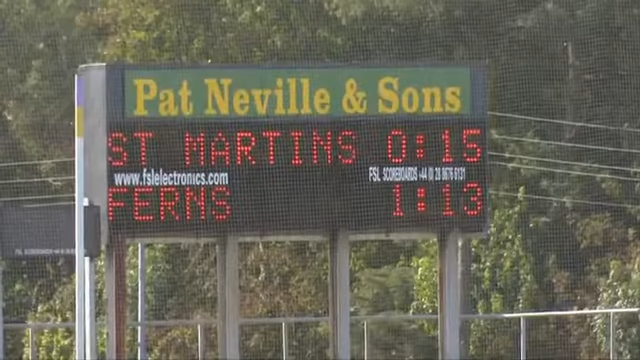 Pat Neville & Sons
ST MARTINS 0:15
www.fslelectronics.com FSL SCOREBOARDS +44 (0) 28 8676 6131
FERNS 1:13